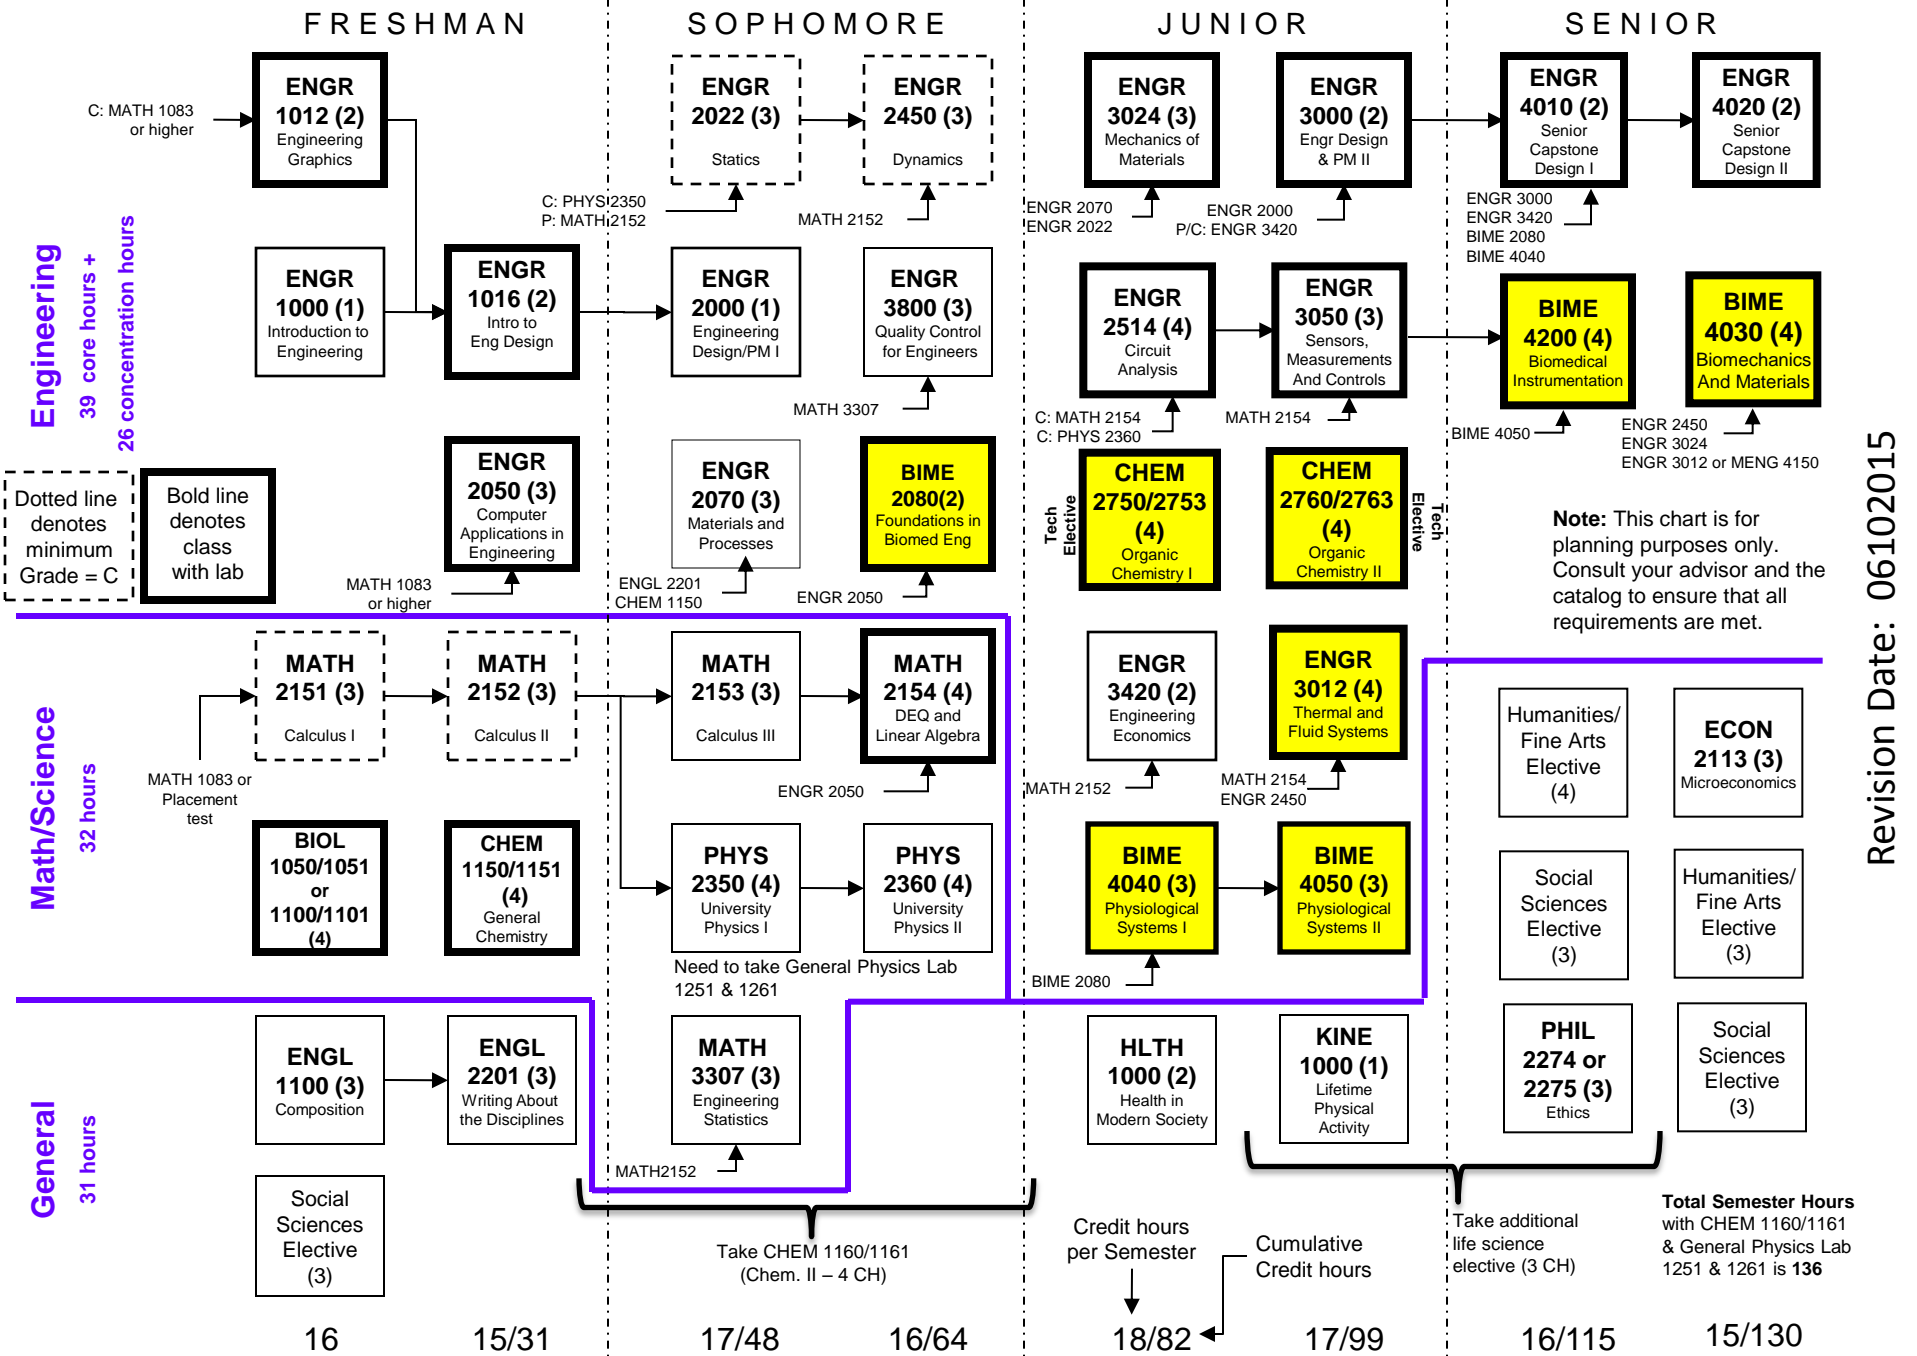 FRESHMAN
SOPHOMORE
JUNIOR
SENIOR
C: MATH 1083
or higher
ENGR
1012 (2)
Engineering
Graphics
ENGR
2022 (3)
Statics
ENGR
2450 (3)
Dynamics
ENGR
3024 (3)
Mechanics of
Materials
ENGR
3000 (2)
Engr Design
& PM II
ENGR
4010 (2)
Senior
Capstone
Design I
ENGR
4020 (2)
Senior
Capstone
Design II
C: PHYS 2350
P: MATH 2152
MATH 2152
ENGR 2070
ENGR 2022
ENGR 2000
P/C: ENGR 3420
ENGR 3000
ENGR 3420
BIME 2080
BIME 4040
Engineering
39 core hours +
26 concentration hours
ENGR
1000 (1)
Introduction to
Engineering
ENGR
1016 (2)
Intro to
Eng Design
ENGR
2000 (1)
Engineering
Design/PM I
ENGR
3800 (3)
Quality Control
for Engineers
ENGR
2514 (4)
Circuit
Analysis
ENGR
3050 (3)
Sensors,
Measurements
And Controls
BIME
4200 (4)
Biomedical
Instrumentation
BIME
4030 (4)
Biomechanics
And Materials
MATH 3307
C: MATH 2154
C: PHYS 2360
MATH 2154
BIME 4050
ENGR 2450
ENGR 3024
ENGR 3012 or MENG 4150
Dotted line
denotes
minimum
Grade = C
Bold line
denotes
class
with lab
ENGR
2050 (3)
Computer
Applications in
Engineering
ENGR
2070 (3)
Materials and
Processes
BIME
2080(2)
Foundations in
Biomed Eng
Tech
Elective
CHEM
2750/2753
(4)
Organic
Chemistry I
CHEM
2760/2763
(4)
Organic
Chemistry II
Tech
Elective
Note: This chart is for
planning purposes only.
Consult your advisor and the
catalog to ensure that all
requirements are met.
Revision Date: 06102015
MATH 1083
or higher
ENGL 2201
CHEM 1150
ENGR 2050
Math/Science
32 hours
MATH
2151 (3)
Calculus I
MATH
2152 (3)
Calculus II
MATH
2153 (3)
Calculus III
MATH
2154 (4)
DEQ and
Linear Algebra
ENGR
3420 (2)
Engineering
Economics
ENGR
3012 (4)
Thermal and
Fluid Systems
Humanities/
Fine Arts
Elective
(4)
ECON
2113 (3)
Microeconomics
MATH 1083 or
Placement
test
ENGR 2050
MATH 2152
MATH 2154
ENGR 2450
BIOL
1050/1051
or
1100/1101
(4)
CHEM
1150/1151
(4)
General
Chemistry
PHYS
2350 (4)
University
Physics I
PHYS
2360 (4)
University
Physics II
BIME
4040 (3)
Physiological
Systems I
BIME
4050 (3)
Physiological
Systems II
Social
Sciences
Elective
(3)
Humanities/
Fine Arts
Elective
(3)
Need to take General Physics Lab
1251 & 1261
BIME 2080
General
31 hours
ENGL
1100 (3)
Composition
ENGL
2201 (3)
Writing About
the Disciplines
MATH
3307 (3)
Engineering
Statistics
HLTH
1000 (2)
Health in
Modern Society
KINE
1000 (1)
Lifetime
Physical
Activity
PHIL
2274 or
2275 (3)
Ethics
Social
Sciences
Elective
(3)
MATH2152
Social
Sciences
Elective
(3)
Take CHEM 1160/1161
(Chem. II – 4 CH)
Credit hours
per Semester
Cumulative
Credit hours
Take additional
life science
elective (3 CH)
Total Semester Hours
with CHEM 1160/1161
& General Physics Lab
1251 & 1261 is 136
16
15/31
17/48
16/64
18/82
17/99
16/115
15/130